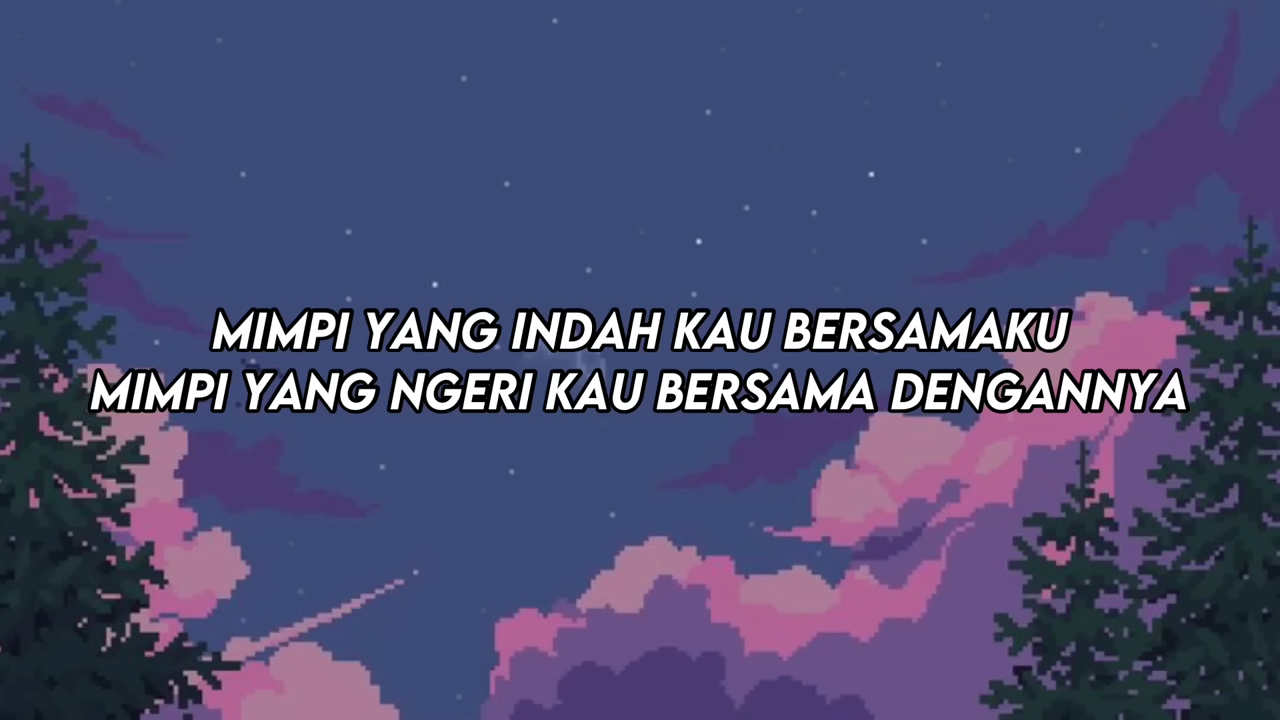 MIMPI YANG INDAH KAU BERSAMAKU
MIMPI YANG NGERI KAU BERSAMA DENGANNYA